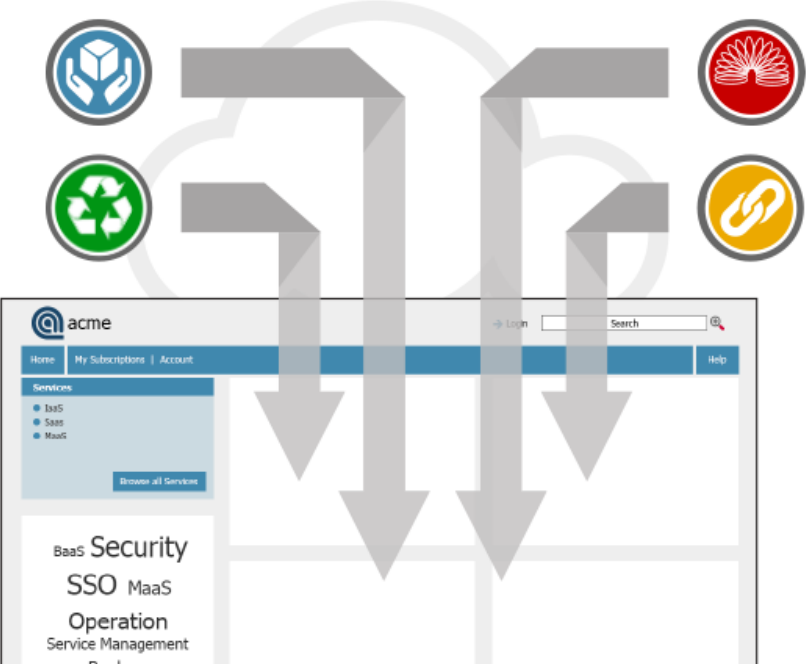 acme
Login
Search
Home
My Subscriptions | Account
Help
Services
IaaS
Saas
MaaS
Browse all Services
BaaS Security
SSO MaaS
Operation
Service Management